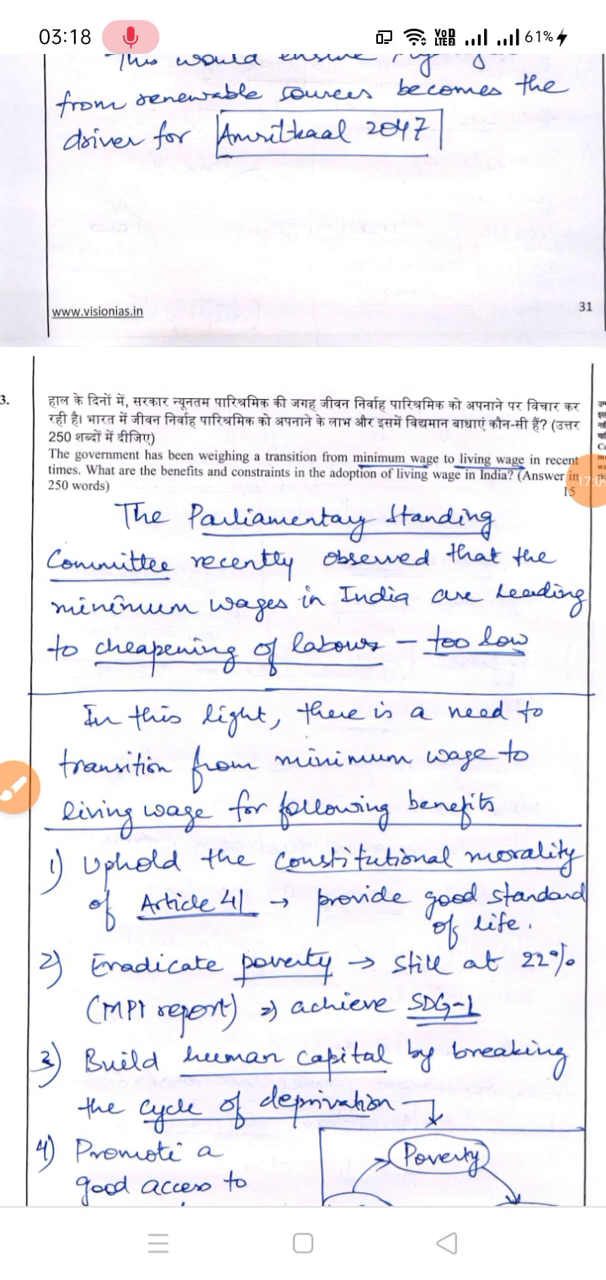 03:18
61%
This would ensure
from renewable sources becomes the
driver for Amritkaal 2047
www.visionias.in
31
3.
हाल के दिनों में, सरकार न्यूनतम पारिश्रमिक की जगह जीवन निर्वाह पारिश्रमिक को अपनाने पर विचार कर
रही है। भारत में जीवन निर्वाह पारिश्रमिक को अपनाने के लाभ और इसमें विद्यमान बाधाएं कौन-सी हैं? (उत्तर
250 शब्दों में दीजिए)
The government has been weighing a transition from minimum wage to living wage in recent
times. What are the benefits and constraints in the adoption of living wage in India? (Answer in
250 words)
15
The Parliamentary Standing
Committee recently observed that the
minimum wages in India are leading
to cheapening of labour – too low
In this light, there is a need to
transition from minimum wage to
living wage for following benefits
1) Uphold the constitutional morality
of Article 41 → provide good standard
of life.
2) Eradicate poverty → still at 22%
(MPI report) ⇒ achieve SDG-1
3) Build human capital by breaking
the cycle of deprivation
4) Promote a
good access to
Poverty